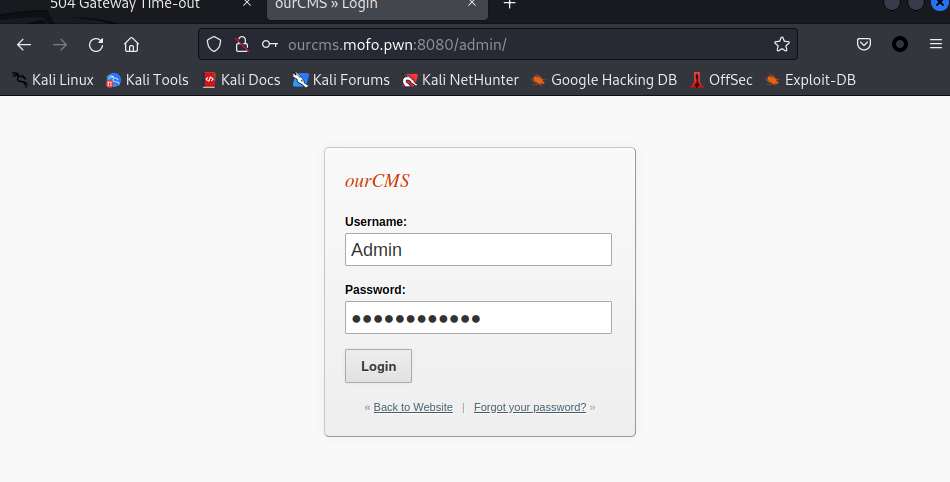 504 Gateway Time-out
ourCMS » Login
ourcms.mofo.pwn:8080/admin/
Kali Linux Kali Tools Kali Docs Kali Forums Kali NetHunter Google Hacking DB OffSec Exploit-DB
ourCMS
Username:
Admin
Password:
●●●●●●●●●●●●
Login
« Back to Website | Forgot your password? »